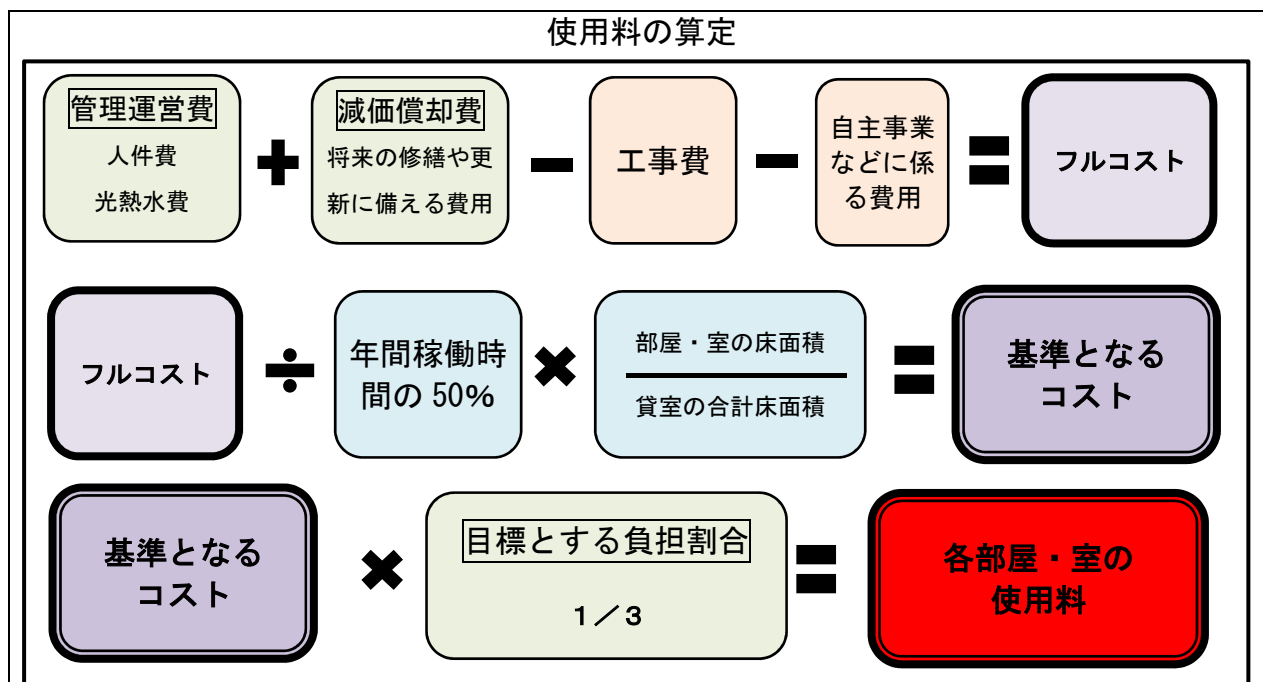 使用料の算定
管理運営費
人件費
光熱水費
+
減価償却費
将来の修繕や更
新に備える費用
−
工事費
−
自主事業
などに係
る費用
=
フルコスト
フルコスト
÷
年間稼働時
間の 50%
×
部屋・室の床面積
貸室の合計床面積
=
基準となる
コスト
基準となる
コスト
×
目標とする負担割合
1/3
=
各部屋・室の
使用料